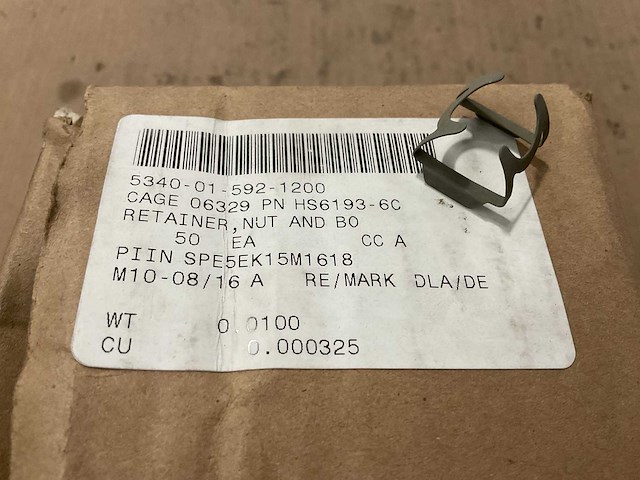 5340-01-592-1200
CAGE 06329 PN HS6193-6C
RETAINER,NUT AND BO
50 EA CC A
PIIN SPE5EK15M1618
M10-08/16 A RE/MARK DLA/DE
WT 0.0100
CU 0.000325